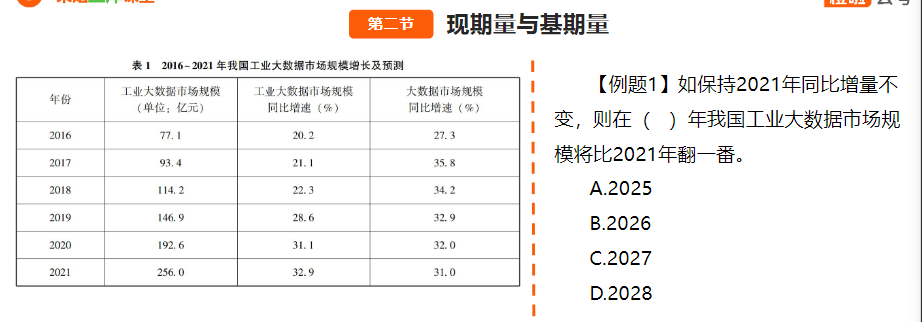 第二节 现期量与基期量
表 1 2016~2021 年我国工业大数据市场规模增长及预测
年份 工业大数据市场规模(单位:亿元) 工业大数据市场规模同比增速(%) 大数据市场规模同比增速(%)
2016 77.1 20.2 27.3
2017 93.4 21.1 35.8
2018 114.2 22.3 34.2
2019 146.9 28.6 32.9
2020 192.6 31.1 32.0
2021 256.0 32.9 31.0
【例题1】如保持2021年同比增量不
变,则在( )年我国工业大数据市场规
模将比2021年翻一番。
A.2025
B.2026
C.2027
D.2028